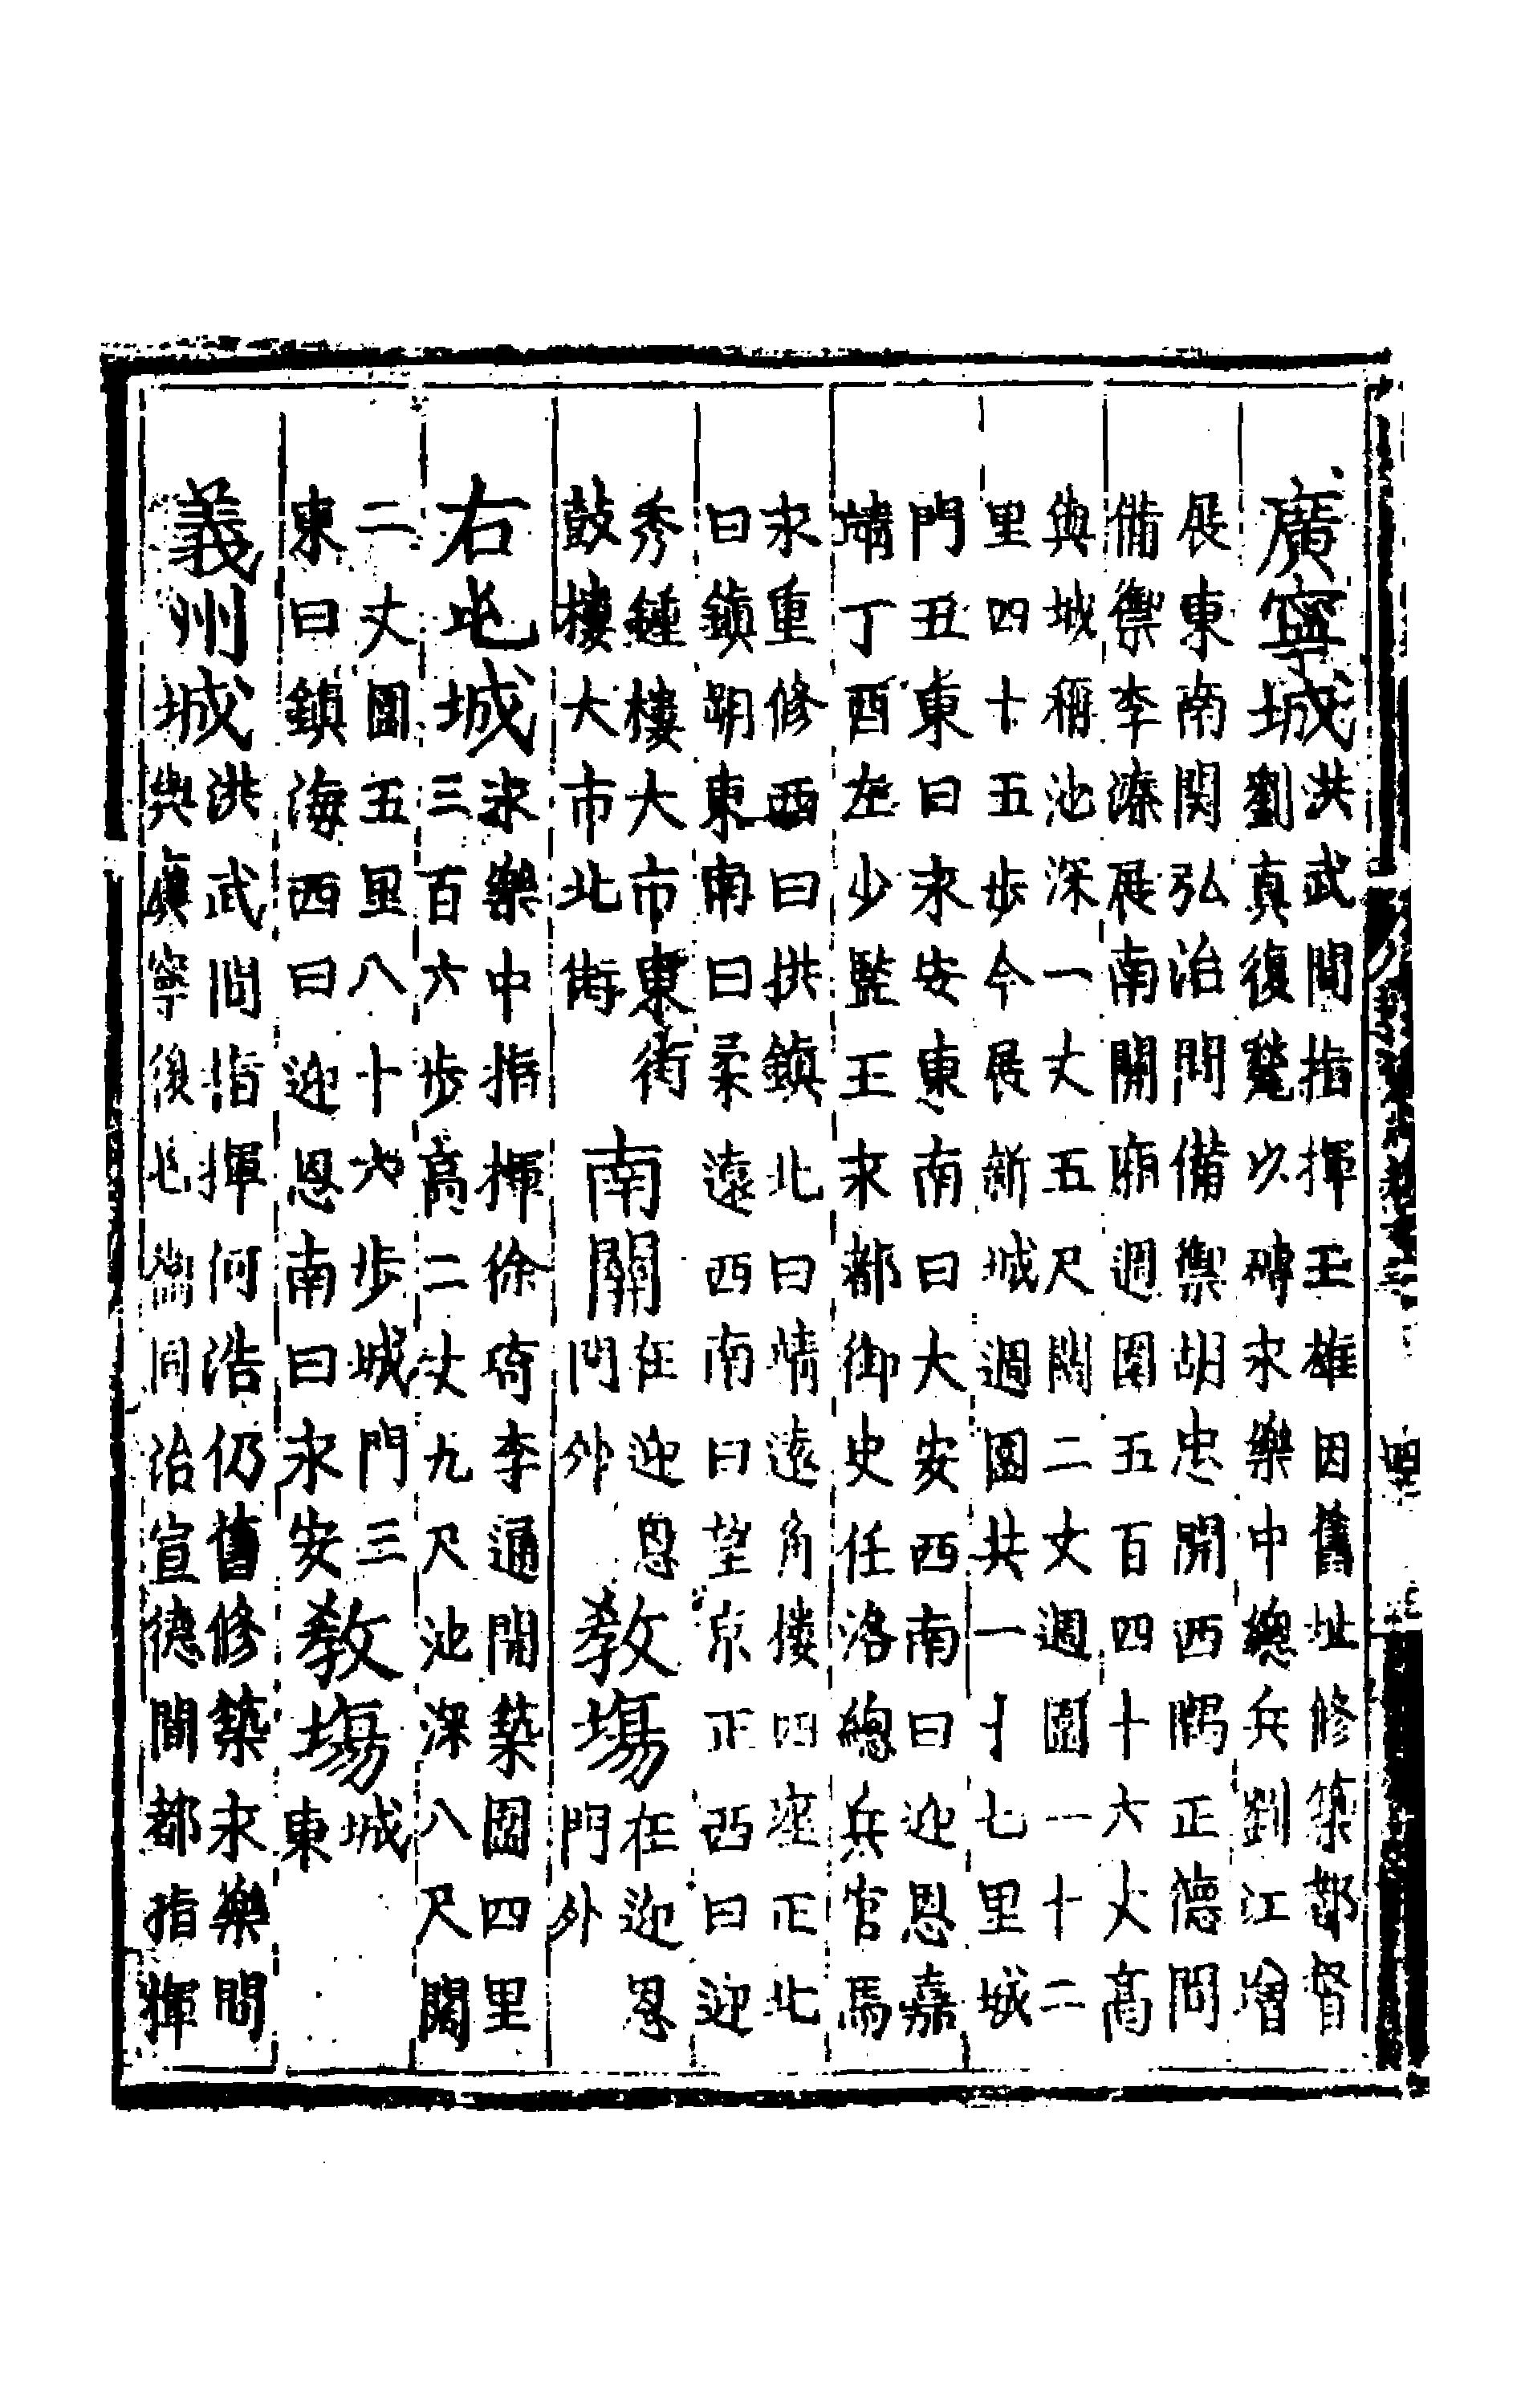 廣寧城
洪武間指揮王雄因舊址修築都督
劉真復甃以磚永樂中總兵劉江增
展東南関弘治間備禦胡忠開西隅正德間
備禦李溱展南關廂週圍五百四十六丈高
與城稱池深一丈五尺闊二丈週圍一十二
里四十五步今展新城週圍共一十七里城
門五東曰永安東南曰大安西南曰迎恩嘉
靖丁酉左少監王永都御史任洛總兵官馬
永重修西曰拱鎮北曰靖遠角楼四座正北
曰鎮朔東南曰柔遠西南曰望京正西曰迎
秀鍾樓大市東街
鼓樓大市北街
南關
在迎恩
門外
教場
在迎恩
門外
右屯城
永樂中指揮徐琦李通開築圍四里
三百六步高二丈九尺池深八尺闊
二丈圍五里八十六步城門三
東曰鎮海西曰迎恩南曰永安
教場
城
東
義州城
洪武間指揮何浩仍舊修築永樂間
與廣寧後屯衞同治宣德間都指揮